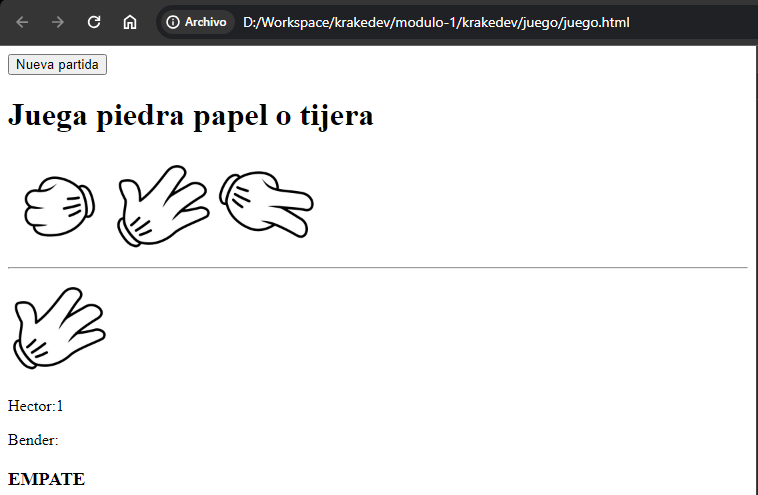 Archivo D:/Workspace/krakedev/modulo-1/krakedev/juego/juego.html
Nueva partida
Juega piedra papel o tijera
Hector:1
Bender:
EMPATE